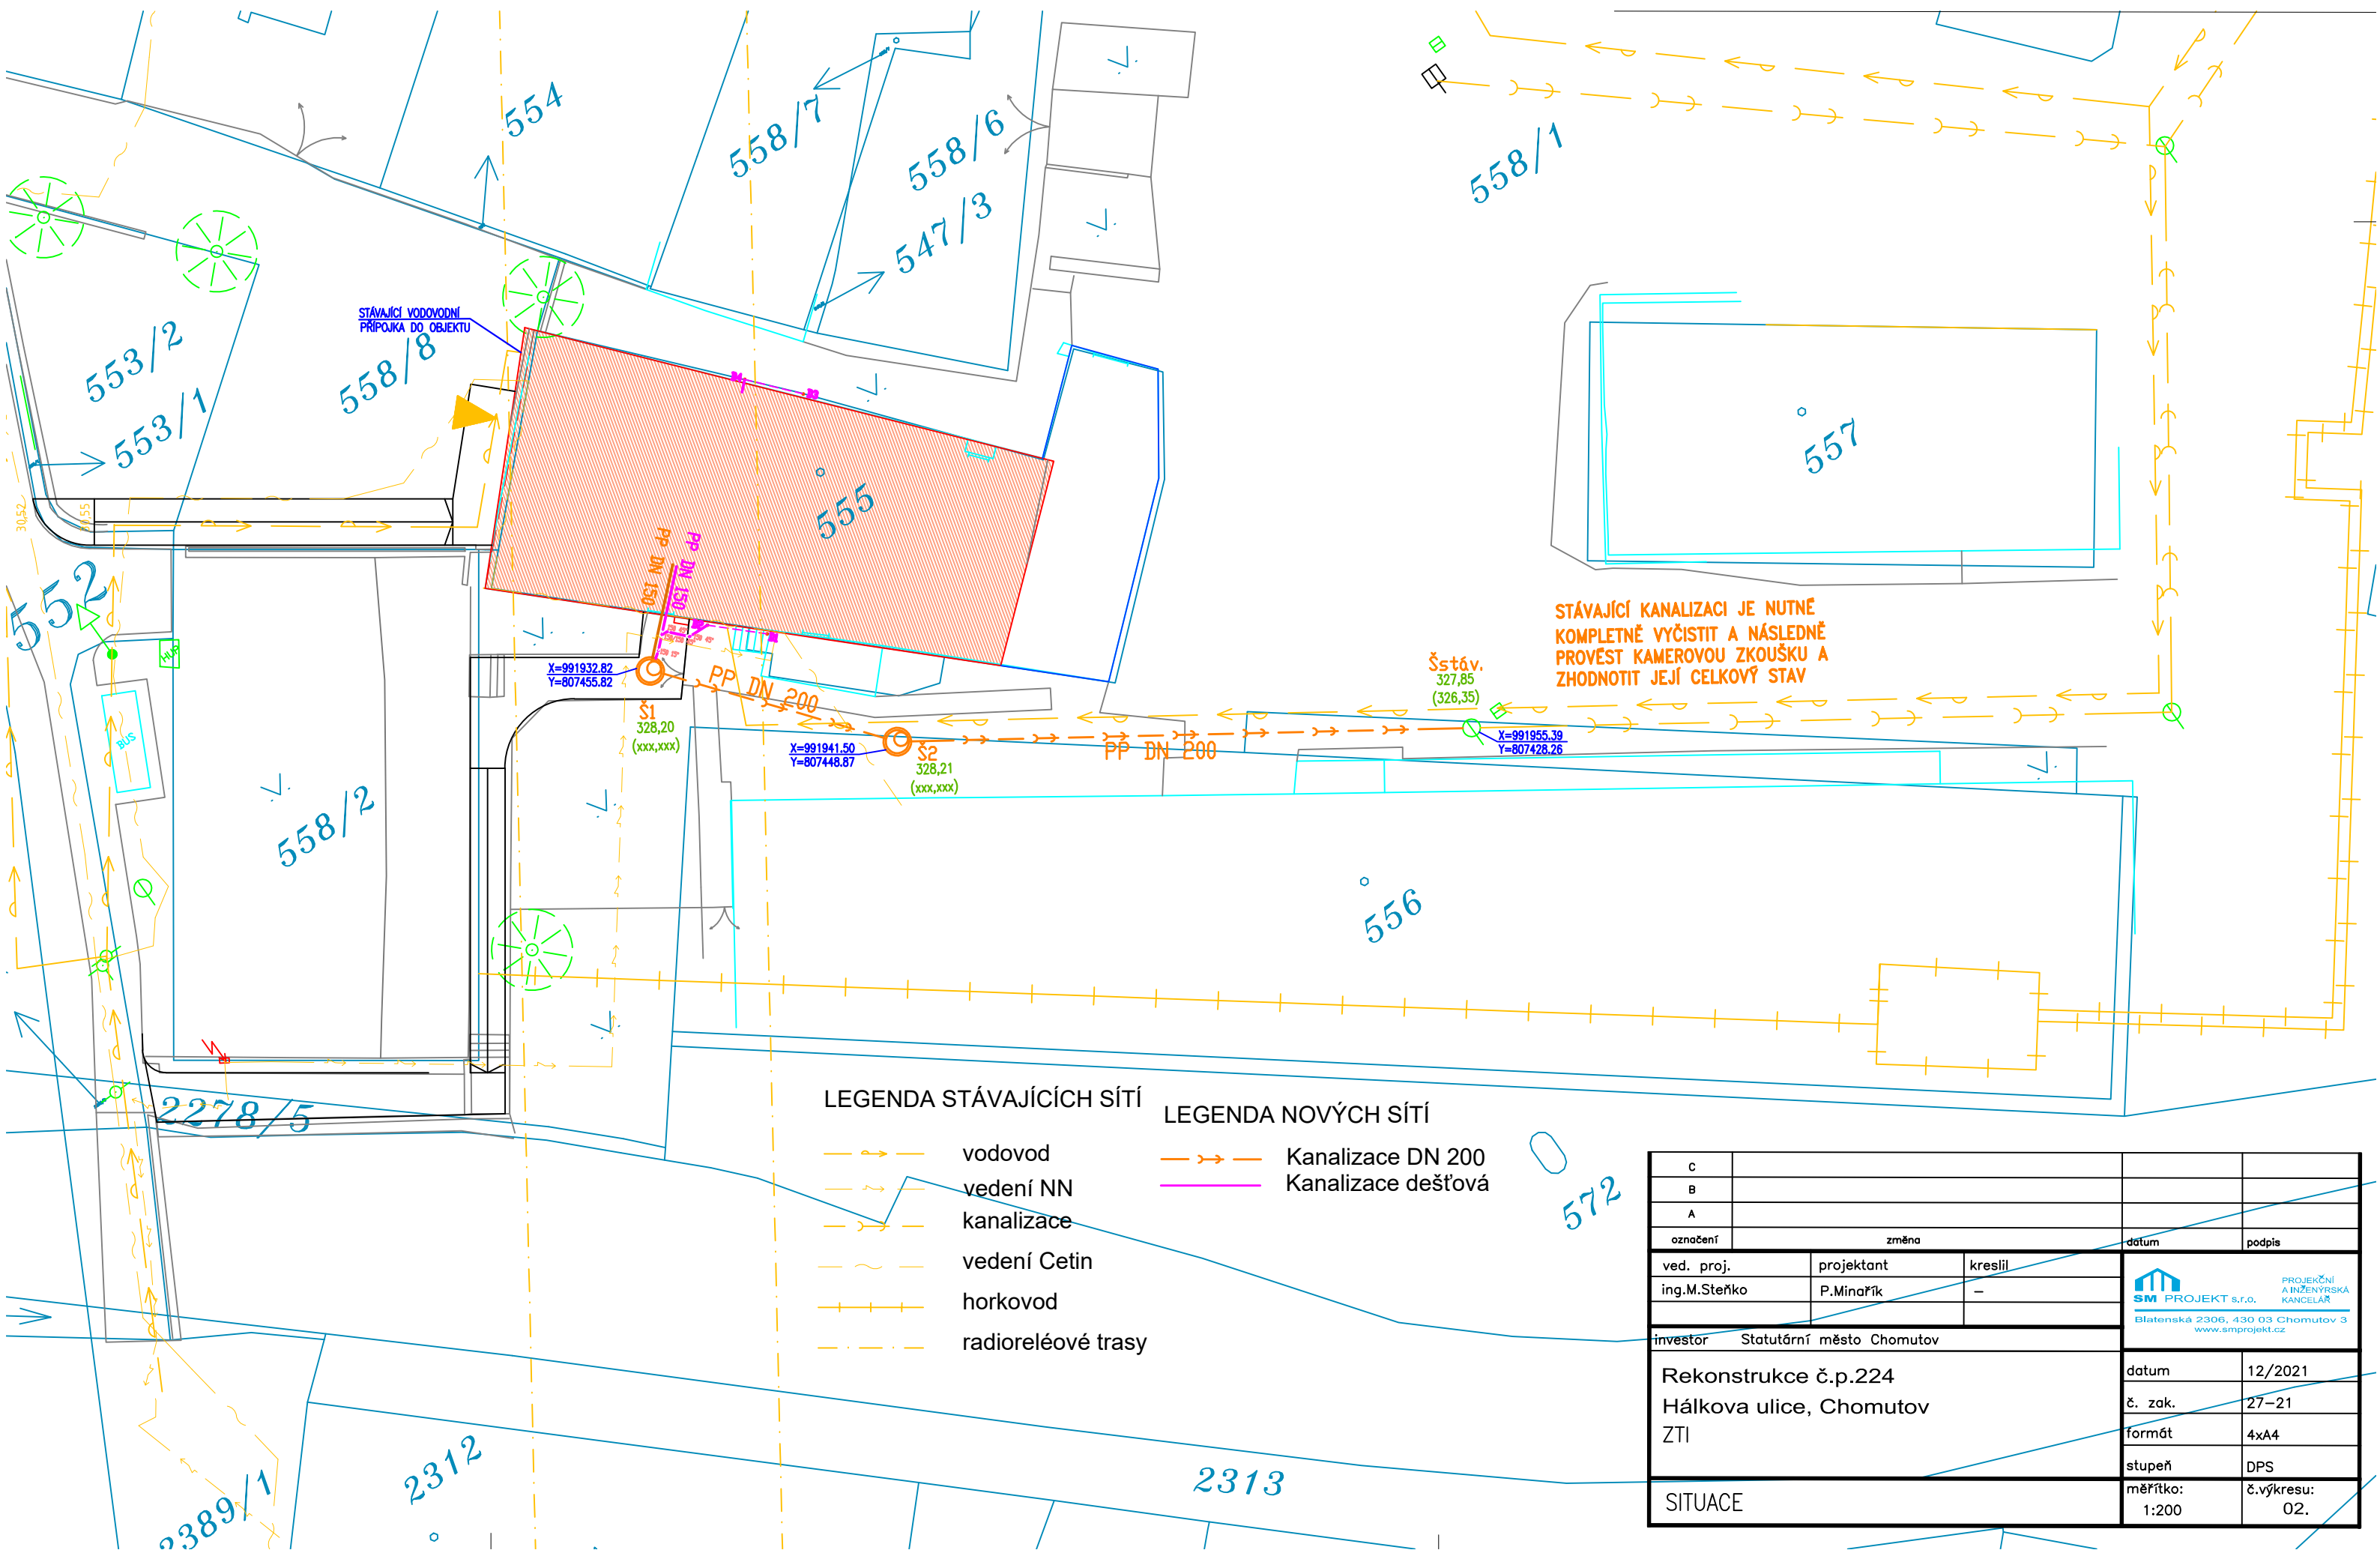 554
558/7
558/6
547/3
558/1
553/2
553/1
STÁVAJÍCÍ VODOVODNÍ
PŘÍPOJKA DO OBJEKTU
558/8
555
557
30,52
552
HUP
BUS
558/2
PP DN 150
PP DN 150
X=991932.82
Y=807455.82
Š1
328,20
(xxx,xxx)
PP DN 200
X=991941.50
Y=807448.87
Š2
328,21
(xxx,xxx)
PP DN 200
Šstáv.
327,85
(326,35)
X=991955.39
Y=807428.26
STÁVAJÍCÍ KANALIZACI JE NUTNÉ
KOMPLETNĚ VYČISTIT A NÁSLEDNĚ
PROVÉST KAMEROVOU ZKOUŠKU A
ZHODNOTIT JEJÍ CELKOVÝ STAV
556
2278/5
572
2389/1
2312
2313
LEGENDA STÁVAJÍCÍCH SÍTÍ
vodovod
vedení NN
kanalizace
vedení Cetin
horkovod
radioreléové trasy
LEGENDA NOVÝCH SÍTÍ
Kanalizace DN 200
Kanalizace dešťová
C
B
A
označení změna datum podpis
ved. proj. projektant kreslil
ing.M.Steňko P.Minařík –
SM PROJEKT s.r.o.
PROJEKČNÍ
A INŽENÝRSKÁ
KANCELÁŘ
Blatenská 2306, 430 03 Chomutov 3
www.smprojekt.cz
investor Statutární město Chomutov
Rekonstrukce č.p.224
Hálkova ulice, Chomutov
ZTI
datum 12/2021
č. zak. 27–21
formát 4xA4
stupeň DPS
měřítko: 1:200
č.výkresu: 02.
SITUACE